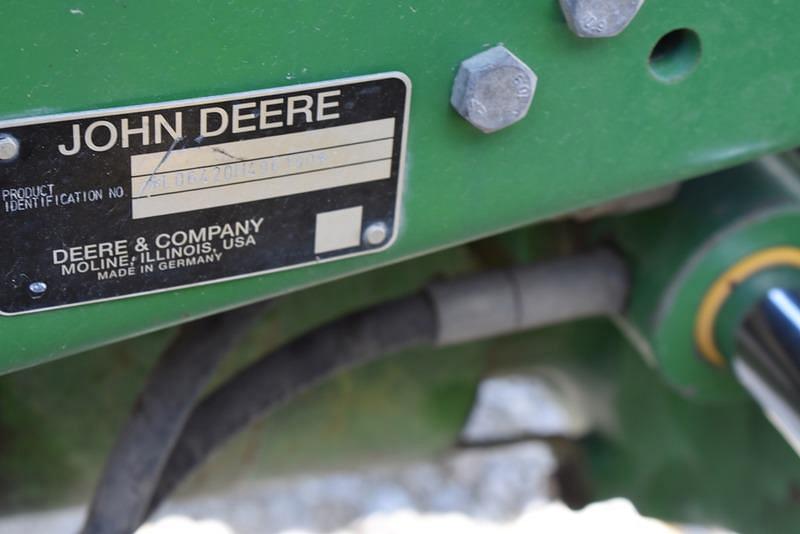 JOHN DEERE
PRODUCT
IDENTIFICATION NO.
DEERE & COMPANY
MOLINE, ILLINOIS, USA
MADE IN GERMANY